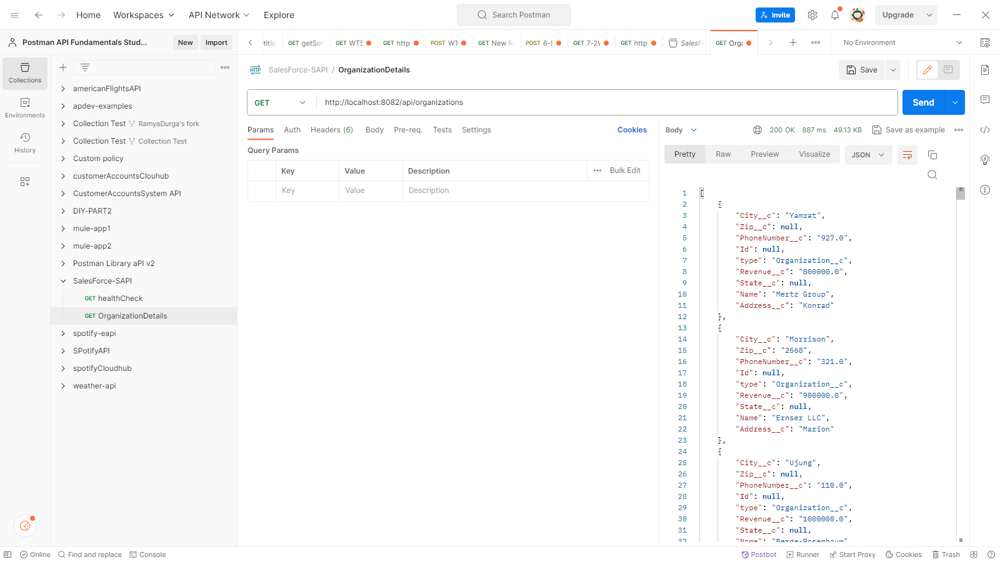 Home Workspaces API Network Explore Search Postman Invite Upgrade
Postman API Fundamentals Stud... New Import
GET getSor GET WTS GET http POST WT GET New R POST 6-9 GET 7-2\ GET http SalesFo GET Orga No Environment
Collections
Environments
History
americanFlightsAPI
apdev-examples
Collection Test RamyaDurga's fork
Collection Test Collection Test
Custom policy
customerAccountsClouhub
CustomerAccountsSystem API
DIY-PART2
mule-app1
mule-app2
Postman Library aPI v2
SalesForce-SAPI
GET healthCheck
GET OrganizationDetails
spotify-eapi
SPotifyAPI
spotifyCloudhub
weather-api
HTTP SalesForce-SAPI / OrganizationDetails Save
GET http://localhost:8082/api/organizations Send
Params Auth Headers (6) Body Pre-req. Tests Settings Cookies
Query Params
Key Value Description Bulk Edit
Key Value Description
Body 200 OK 887 ms 49.13 KB Save as example
Pretty Raw Preview Visualize JSON
1 [
2 {
3 "City__c": "Yamrat",
4 "Zip__c": null,
5 "PhoneNumber__c": "927.0",
6 "Id": null,
7 "type": "Organization__c",
8 "Revenue__c": "800000.0",
9 "State__c": null,
10 "Name": "Mertz Group",
11 "Address__c": "Konrad"
12 },
13 {
14 "City__c": "Morrison",
15 "Zip__c": "2568",
16 "PhoneNumber__c": "321.0",
17 "Id": null,
18 "type": "Organization__c",
19 "Revenue__c": "900000.0",
20 "State__c": null,
21 "Name": "Ernser LLC",
22 "Address__c": "Marion"
23 },
24 {
25 "City__c": "Ujung",
26 "Zip__c": null,
27 "PhoneNumber__c": "110.0",
28 "Id": null,
29 "type": "Organization__c",
30 "Revenue__c": "1000000.0",
31 "State__c": null,
32 "Name": "Berge-Rosenbaum"
Online Find and replace Console Postbot Runner Start Proxy Cookies Trash